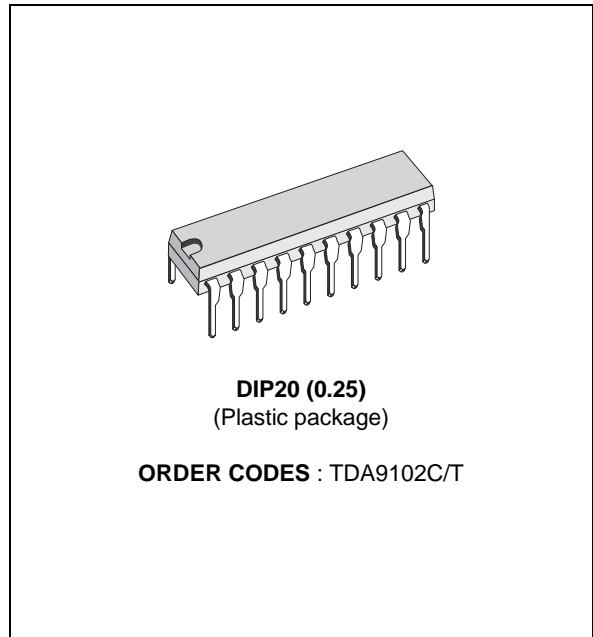 DIP20 (0.25)
(Plastic package)
ORDER CODES : TDA9102C/T